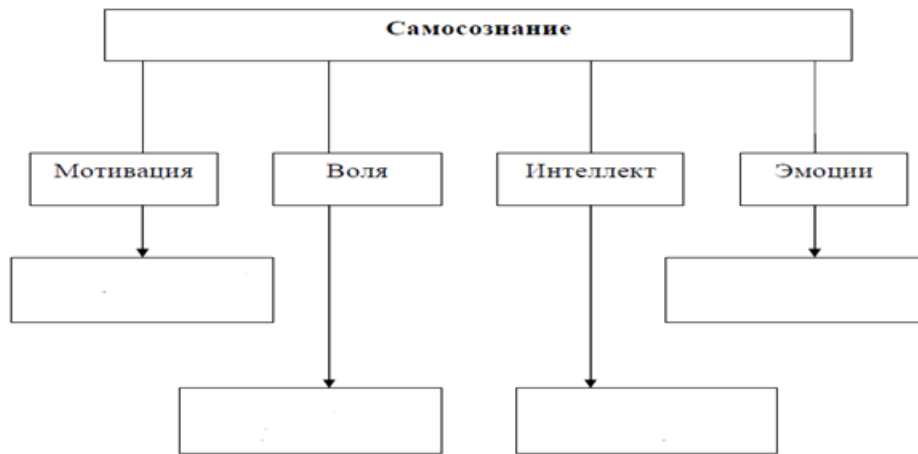 Самосознание
Мотивация
Воля
Интеллект
Эмоции